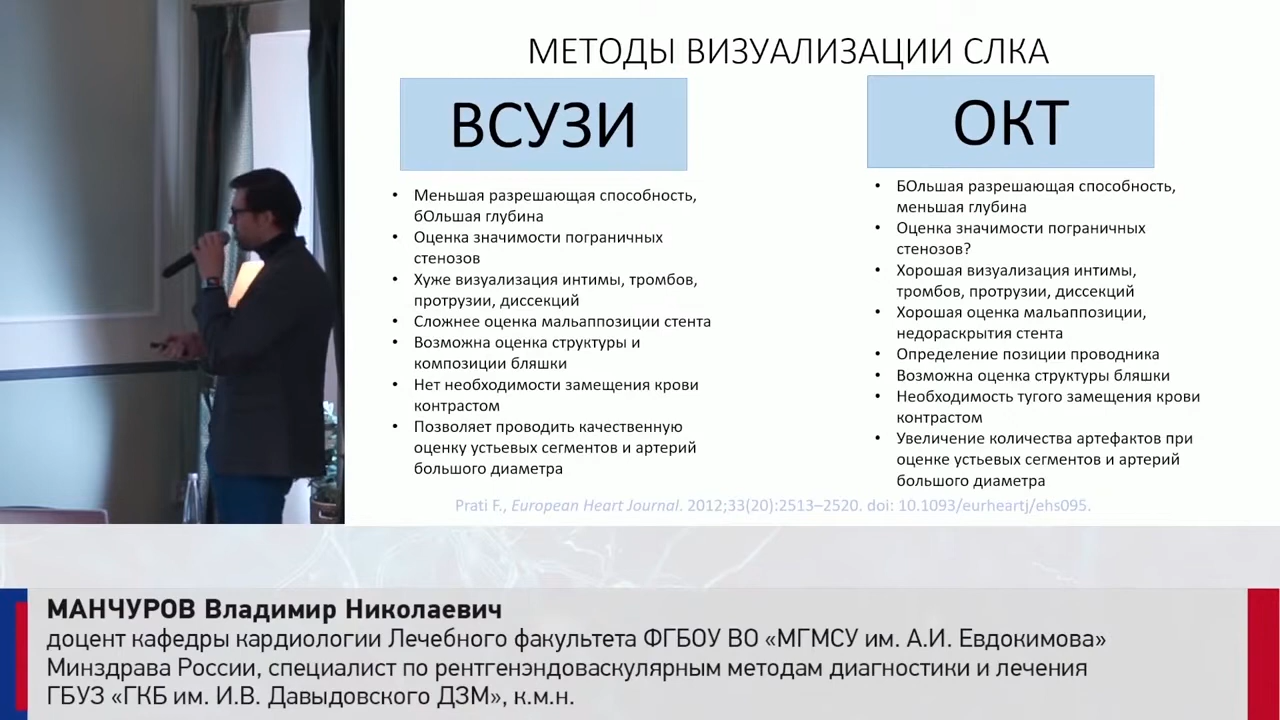 МЕТОДЫ ВИЗУАЛИЗАЦИИ СЛКА
ВСУЗИ
• Меньшая разрешающая способность,
бОльшая глубина
• Оценка значимости пограничных
стенозов
• Хуже визуализация интимы, тромбов,
протрузии, диссекций
• Сложнее оценка мальаппозиции стента
• Возможна оценка структуры и
композиции бляшки
• Нет необходимости замещения крови
контрастом
• Позволяет проводить качественную
оценку устьевых сегментов и артерий
большого диаметра
ОКТ
• БОльшая разрешающая способность,
меньшая глубина
• Оценка значимости пограничных
стенозов?
• Хорошая визуализация интимы,
тромбов, протрузии, диссекций
• Хорошая оценка мальаппозиции,
недораскрытия стента
• Определение позиции проводника
• Возможна оценка структуры бляшки
• Необходимость тугого замещения крови
контрастом
• Увеличение количества артефактов при
оценке устьевых сегментов и артерий
большого диаметра
Prati F., European Heart Journal. 2012;33(20):2513–2520. doi: 10.1093/eurheartj/ehs095.
МАНЧУРОВ Владимир Николаевич
доцент кафедры кардиологии Лечебного факультета ФГБОУ ВО «МГМСУ им. А.И. Евдокимова»
Минздрава России, специалист по рентгенэндоваскулярным методам диагностики и лечения
ГБУЗ «ГКБ им. И.В. Давыдовского ДЗМ», к.м.н.